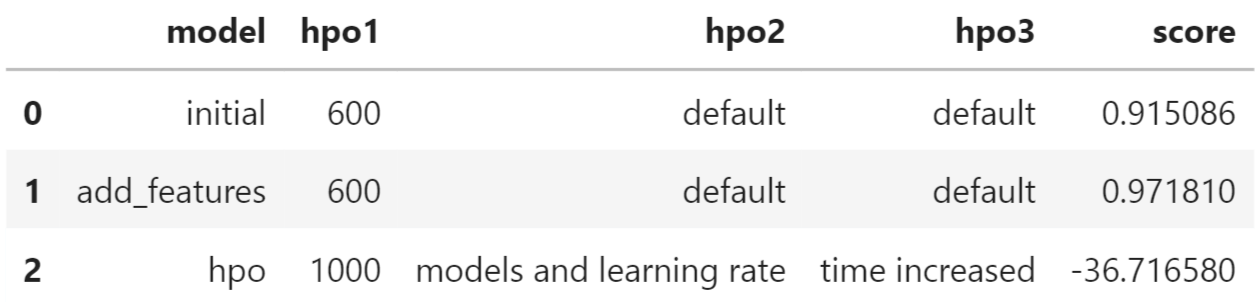 model hpo1 hpo2 hpo3 score
0 initial 600 default default 0.915086
1 add_features 600 default default 0.971810
2 hpo 1000 models and learning rate time increased -36.716580